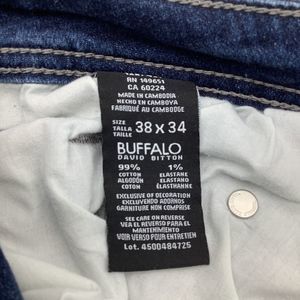 RN 149651
CA 60224
MADE IN CAMBODIA
HECHO EN CAMBOYA
FABRIQUÉ AU CAMBODGE
SIZE
TALLA
TAILLE
38 x 34
BUFFALO
DAVID BITTON
99% 1%
COTTON ELASTANE
ALGODÓN ELASTANO
COTON ÉLASTHANNE
EXCLUSIVE OF DECORATION
EXCLUYENDO ADORNOS
GARNITURE NON COMPRISE
SEE CARE ON REVERSE
VEA EL REVERSO PARA EL
MANTENIMIENTO
VOIR VERSO POUR ENTRETIEN
Lot. 4500484725